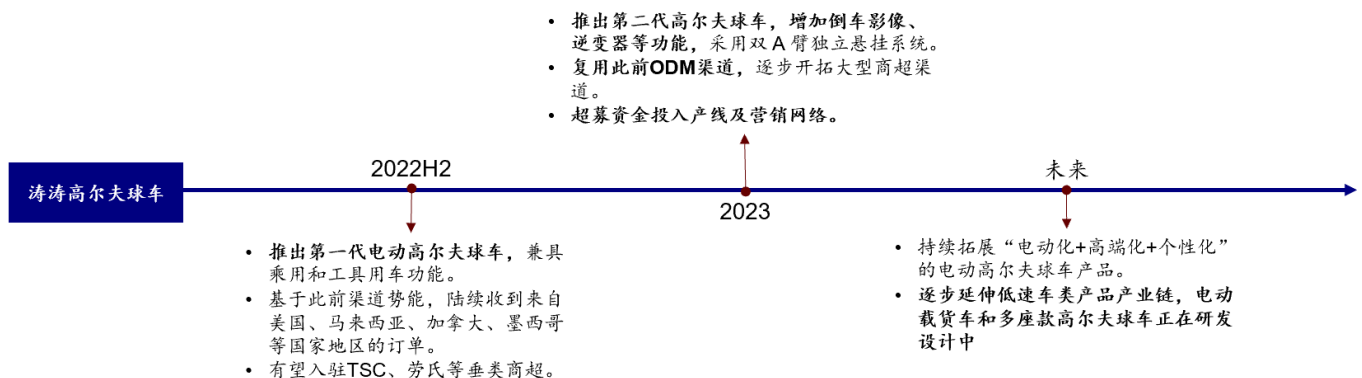 • 推出第二代高尔夫球车，增加倒车影像、
逆变器等功能，采用双A臂独立悬挂系统。
• 复用此前ODM渠道，逐步开拓大型商超渠
道。
• 超募资金投入产线及营销网络。
涛涛高尔夫球车
2022H2
2023
未来
• 推出第一代电动高尔夫球车，兼具
乘用和工具用车功能。
• 基于此前渠道势能，陆续收到来自
美国、马来西亚、加拿大、墨西哥
等国家地区的订单。
• 有望入驻TSC、劳氏等垂类商超。
• 持续拓展“电动化+高端化+个性化”
的电动高尔夫球车产品。
• 逐步延伸低速车类产品产业链，电动
载货车和多座款高尔夫球车正在研发
设计中